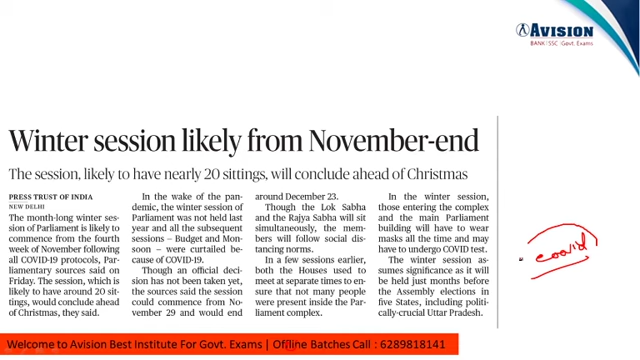 AVISION
BANK|SSC|Govt. Exams
Winter session likely from November-end
The session, likely to have nearly 20 sittings, will conclude ahead of Christmas
PRESS TRUST OF INDIA
NEW DELHI
The month-long winter ses-
sion of Parliament is likely to
commence from the fourth
week of November following
all COVID-19 protocols, Par-
liamentary sources said on
Friday. The session, which is
likely to have around 20 sit-
tings, would conclude ahead
of Christmas, they said.
In the wake of the pan-
demic, the winter session of
Parliament was not held last
year and all the subsequent
sessions – Budget and Mon-
soon – were curtailed be-
cause of COVID-19.
Though an official deci-
sion has not been taken yet,
the sources said the session
could commence from No-
vember 29 and would end
around December 23.
Though the Lok Sabha
and the Rajya Sabha will sit
simultaneously, the mem-
bers will follow social dis-
tancing norms.
In a few sessions earlier,
both the Houses used to
meet at separate times to en-
sure that not many people
were present inside the Par-
liament complex.
In the winter session,
those entering the complex
and the main Parliament
building will have to wear
masks all the time and may
have to undergo COVID test.
The winter session as-
sumes significance as it will
be held just months before
the Assembly elections in
five States, including politi-
cally-crucial Uttar Pradesh.
covid
Welcome to Avision Best Institute For Govt. Exams | Offline Batches Call : 6289818141